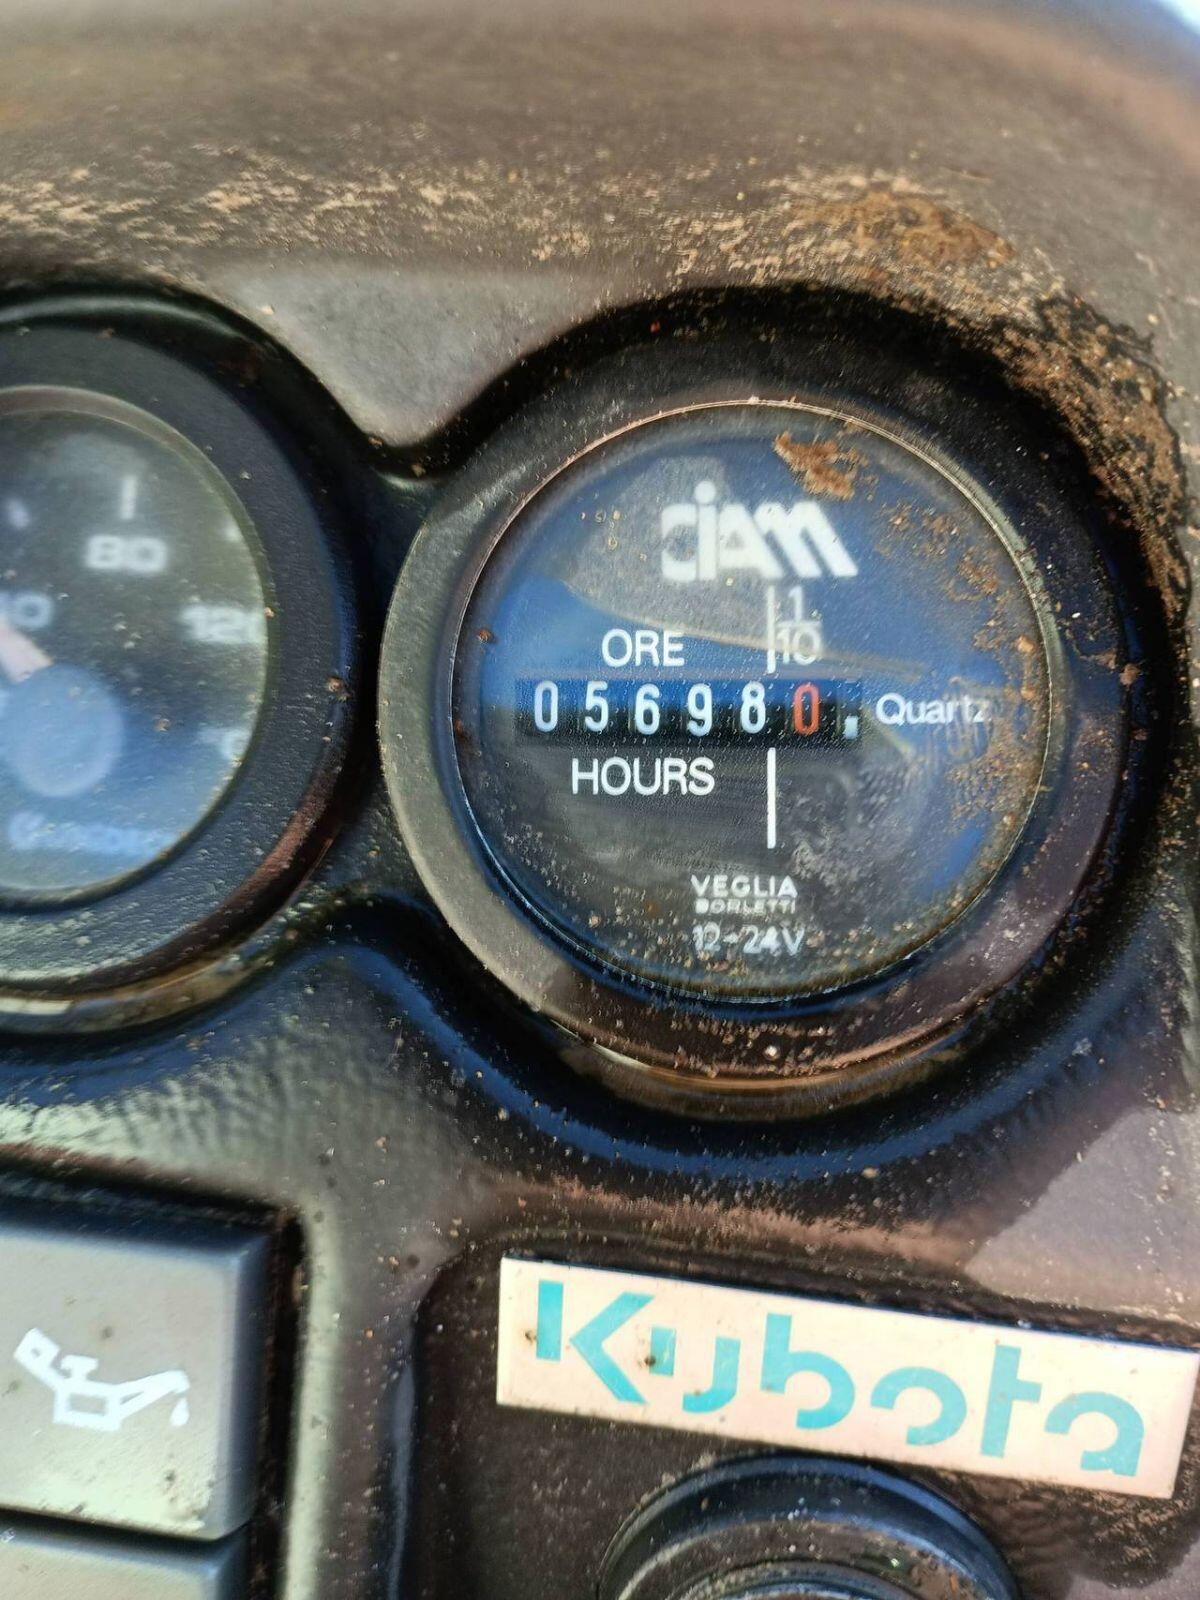 CIAM
1
10
80
120
ORE
056980
Quartz
HOURS
VEGLIA
BORLETTI
12-24V
Kubota